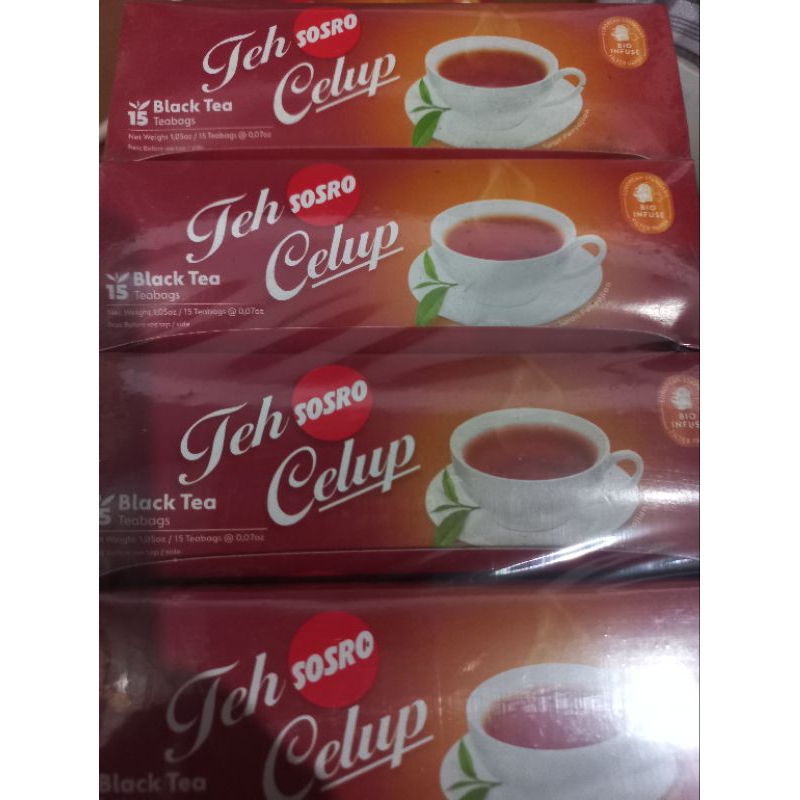 Teh SOSRO
Celup
15 Black Tea
Teabags
Net Weight 1,05oz / 15 Teabags @ 0,07oz
BIO
INFUSE
Teh SOSRO
Celup
15 Black Tea
Teabags
Net Weight 1,05oz / 15 Teabags @ 0,07oz
BIO
INFUSE
Teh SOSRO
Celup
5 Black Tea
Teabags
Weight 1,05oz / 15 Teabags @ 0,07oz
BIO
INFUS
Teh SOSRO
Celup
Black Tea